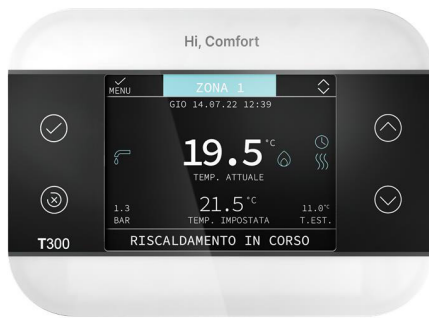 Hi, Comfort
MENU
ZONA 1
GIO 14.07.22 12:39
19.5°C
TEMP. ATTUALE
1.3
BAR
21.5°C
TEMP. IMPOSTATA
11.0°C
T.EST.
RISCALDAMENTO IN CORSO
T300